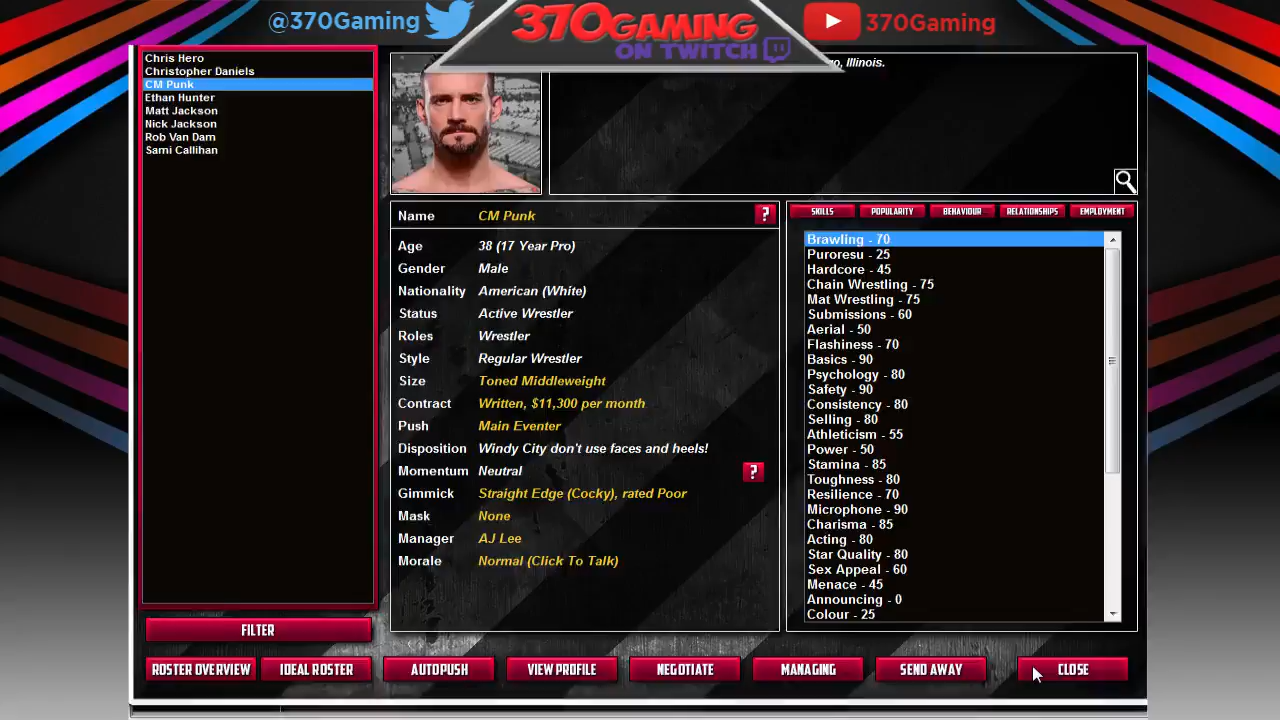 @370Gaming
370GAMING
ON TWITCH
370Gaming
Chris Hero
Christopher Daniels
CM Punk
Ethan Hunter
Matt Jackson
Nick Jackson
Rob Van Dam
Sami Callihan
go, Illinois.
Name CM Punk ?
Age 38 (17 Year Pro)
Gender Male
Nationality American (White)
Status Active Wrestler
Roles Wrestler
Style Regular Wrestler
Size Toned Middleweight
Contract Written, $11,300 per month
Push Main Eventer
Disposition Windy City don't use faces and heels!
Momentum Neutral ?
Gimmick Straight Edge (Cocky), rated Poor
Mask None
Manager AJ Lee
Morale Normal (Click To Talk)
SKILLS POPULARITY BEHAVIOUR RELATIONSHIPS EMPLOYMENT
Brawling - 70
Puroresu - 25
Hardcore - 45
Chain Wrestling - 75
Mat Wrestling - 75
Submissions - 60
Aerial - 50
Flashiness - 70
Basics - 90
Psychology - 80
Safety - 90
Consistency - 80
Selling - 80
Athleticism - 55
Power - 50
Stamina - 85
Toughness - 80
Resilience - 70
Microphone - 90
Charisma - 85
Acting - 80
Star Quality - 80
Sex Appeal - 60
Menace - 45
Announcing - 0
Colour - 25
FILTER
ROSTER OVERVIEW IDEAL ROSTER AUTOPUSH VIEW PROFILE NEGOTIATE MANAGING SEND AWAY CLOSE